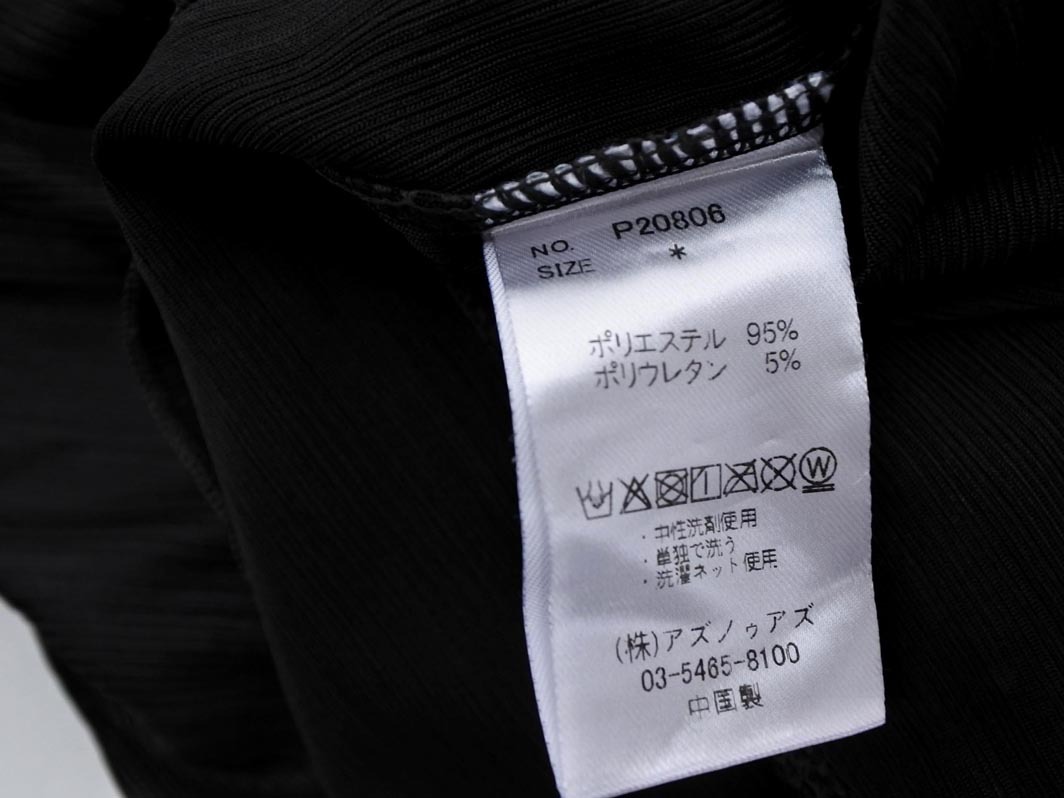 NO. P20806
SIZE *
ポリエステル 95%
ポリウレタン 5%
W
・中性洗剤使用
・単独で洗う
・洗濯ネット使用
(株)アズノゥアズ
03-5465-8100
中国製